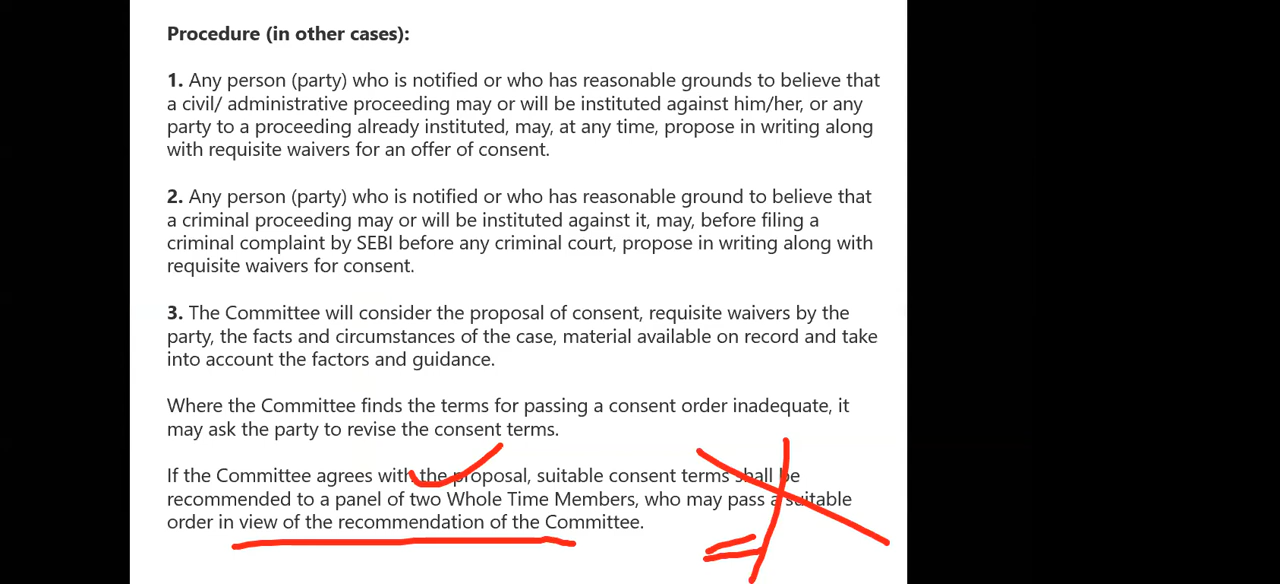 Procedure (in other cases):
1. Any person (party) who is notified or who has reasonable grounds to believe that
a civil/ administrative proceeding may or will be instituted against him/her, or any
party to a proceeding already instituted, may, at any time, propose in writing along
with requisite waivers for an offer of consent.
2. Any person (party) who is notified or who has reasonable ground to believe that
a criminal proceeding may or will be instituted against it, may, before filing a
criminal complaint by SEBI before any criminal court, propose in writing along with
requisite waivers for consent.
3. The Committee will consider the proposal of consent, requisite waivers by the
party, the facts and circumstances of the case, material available on record and take
into account the factors and guidance.
Where the Committee finds the terms for passing a consent order inadequate, it
may ask the party to revise the consent terms.
If the Committee agrees with the proposal, suitable consent terms shall be
recommended to a panel of two Whole Time Members, who may pass a suitable
order in view of the recommendation of the Committee.